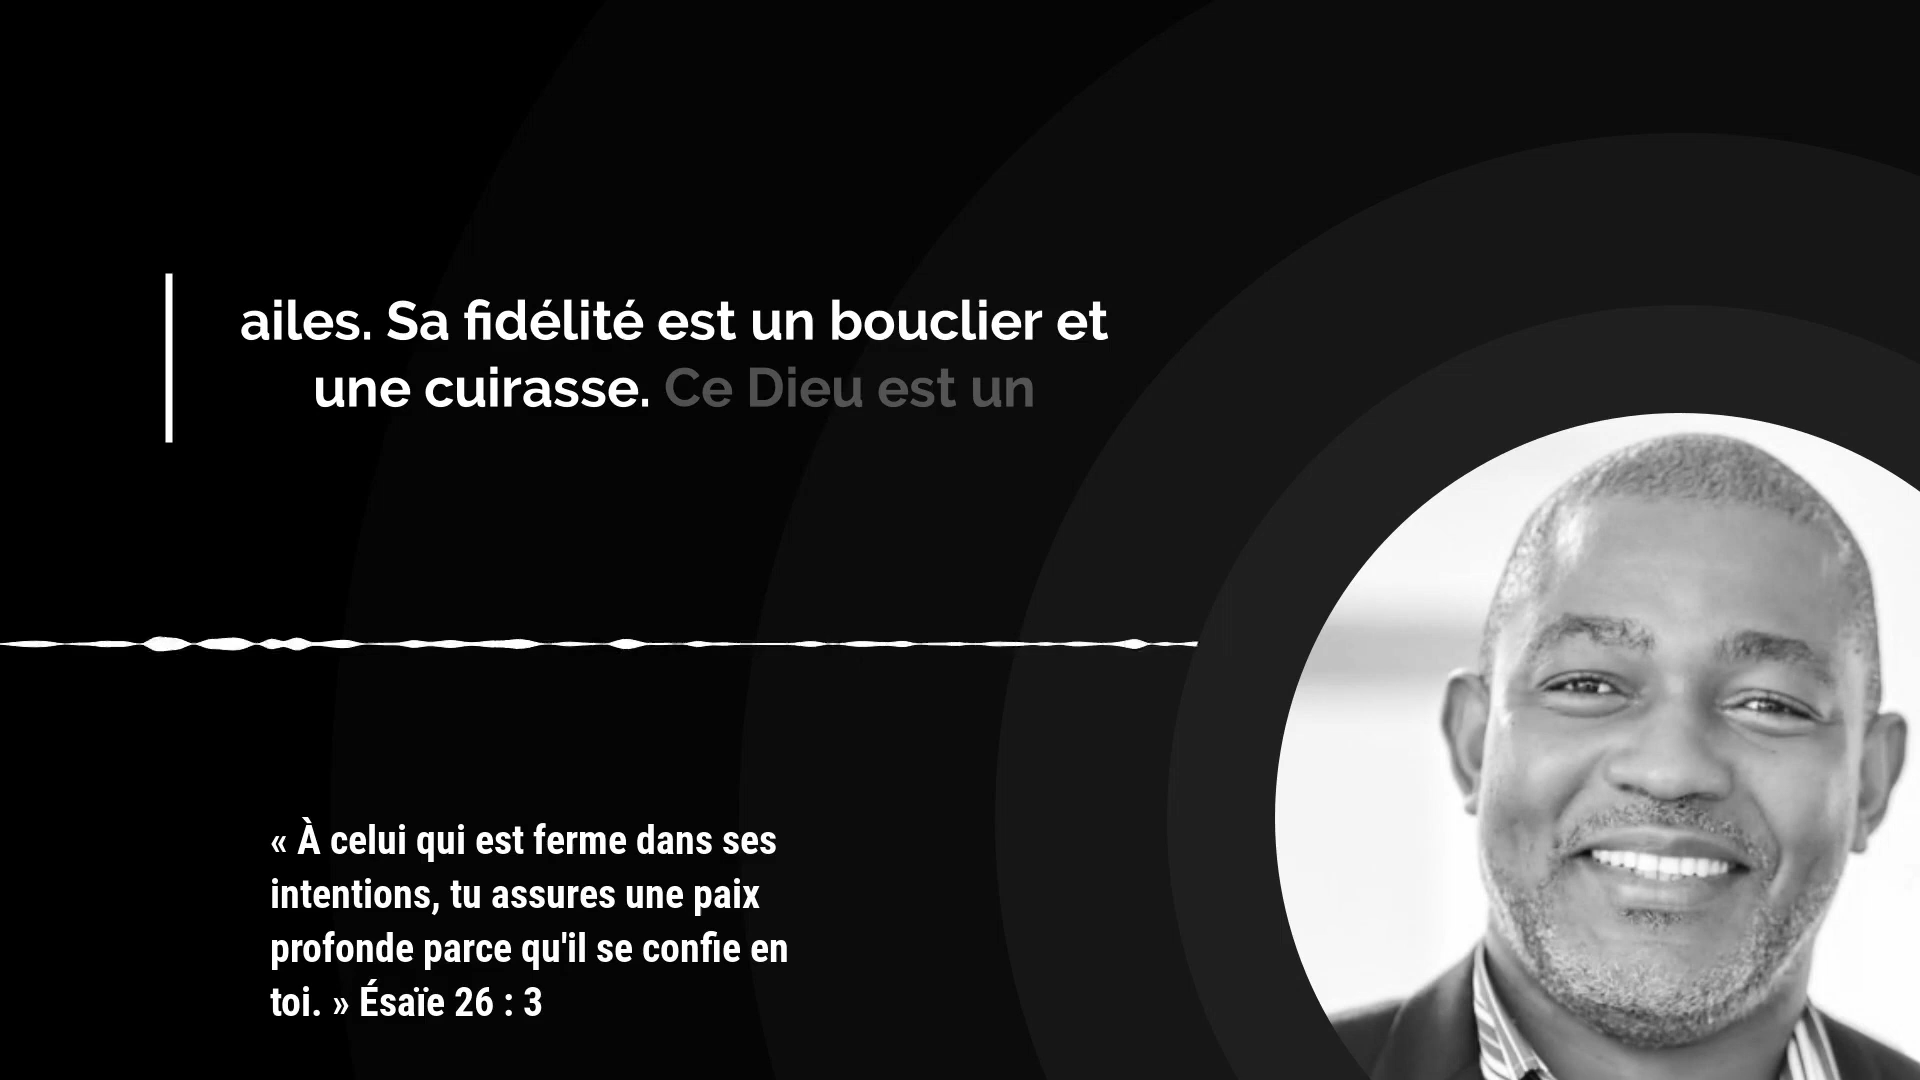 ailes. Sa fidélité est un bouclier et
une cuirasse. Ce Dieu est un
« À celui qui est ferme dans ses
intentions, tu assures une paix
profonde parce qu'il se confie en
toi. » Ésaïe 26 : 3